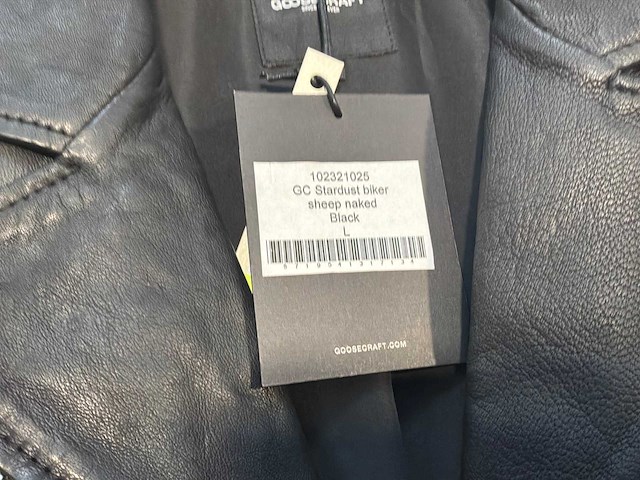 GOOSECRAFT
102321025
GC Stardust biker
sheep naked
Black
L
GOOSECRAFT.COM